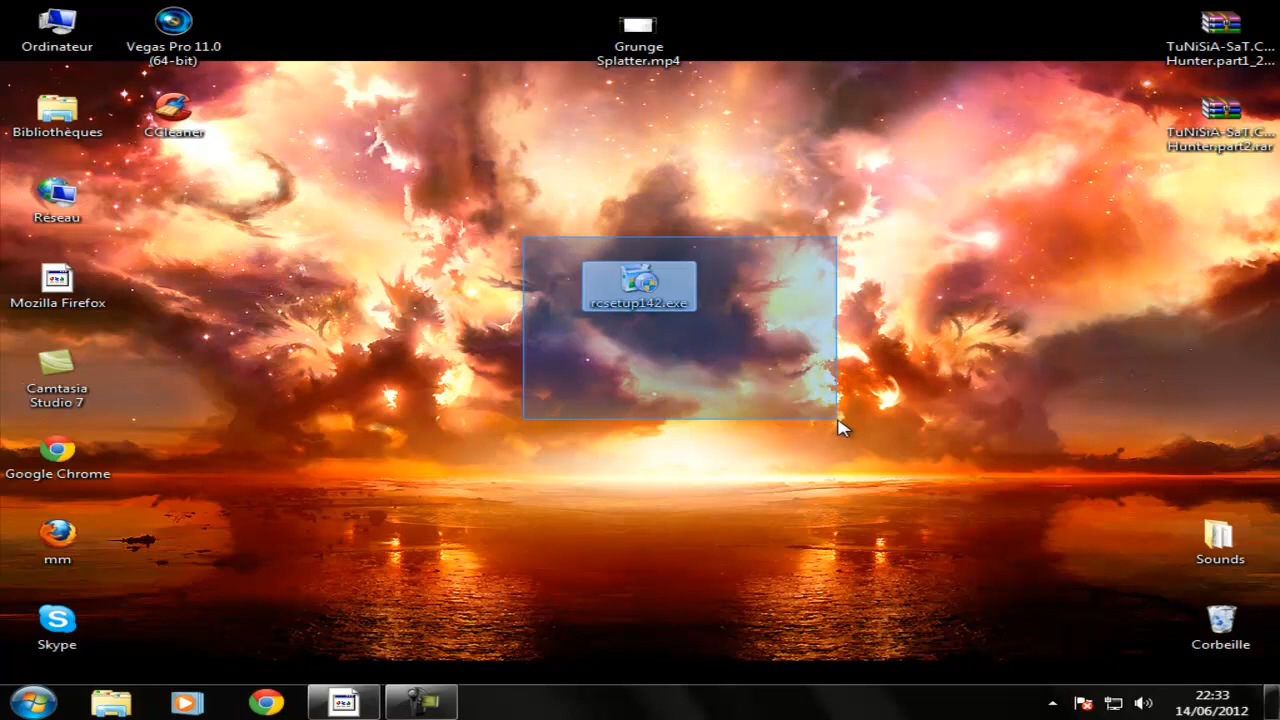 Ordinateur
Vegas Pro 11.0
(64-bit)
Grunge
Splatter.mp4
TuNiSiA-SaT.C...
Hunter.part1_2...
Bibliothèques
CCleaner
TuNiSiA-SaT.C...
Hunter.part2.rar
Réseau
Mozilla Firefox
rcsetup142.exe
Camtasia
Studio 7
Google Chrome
mm
Sounds
Skype
Corbeille
22:33
14/06/2012